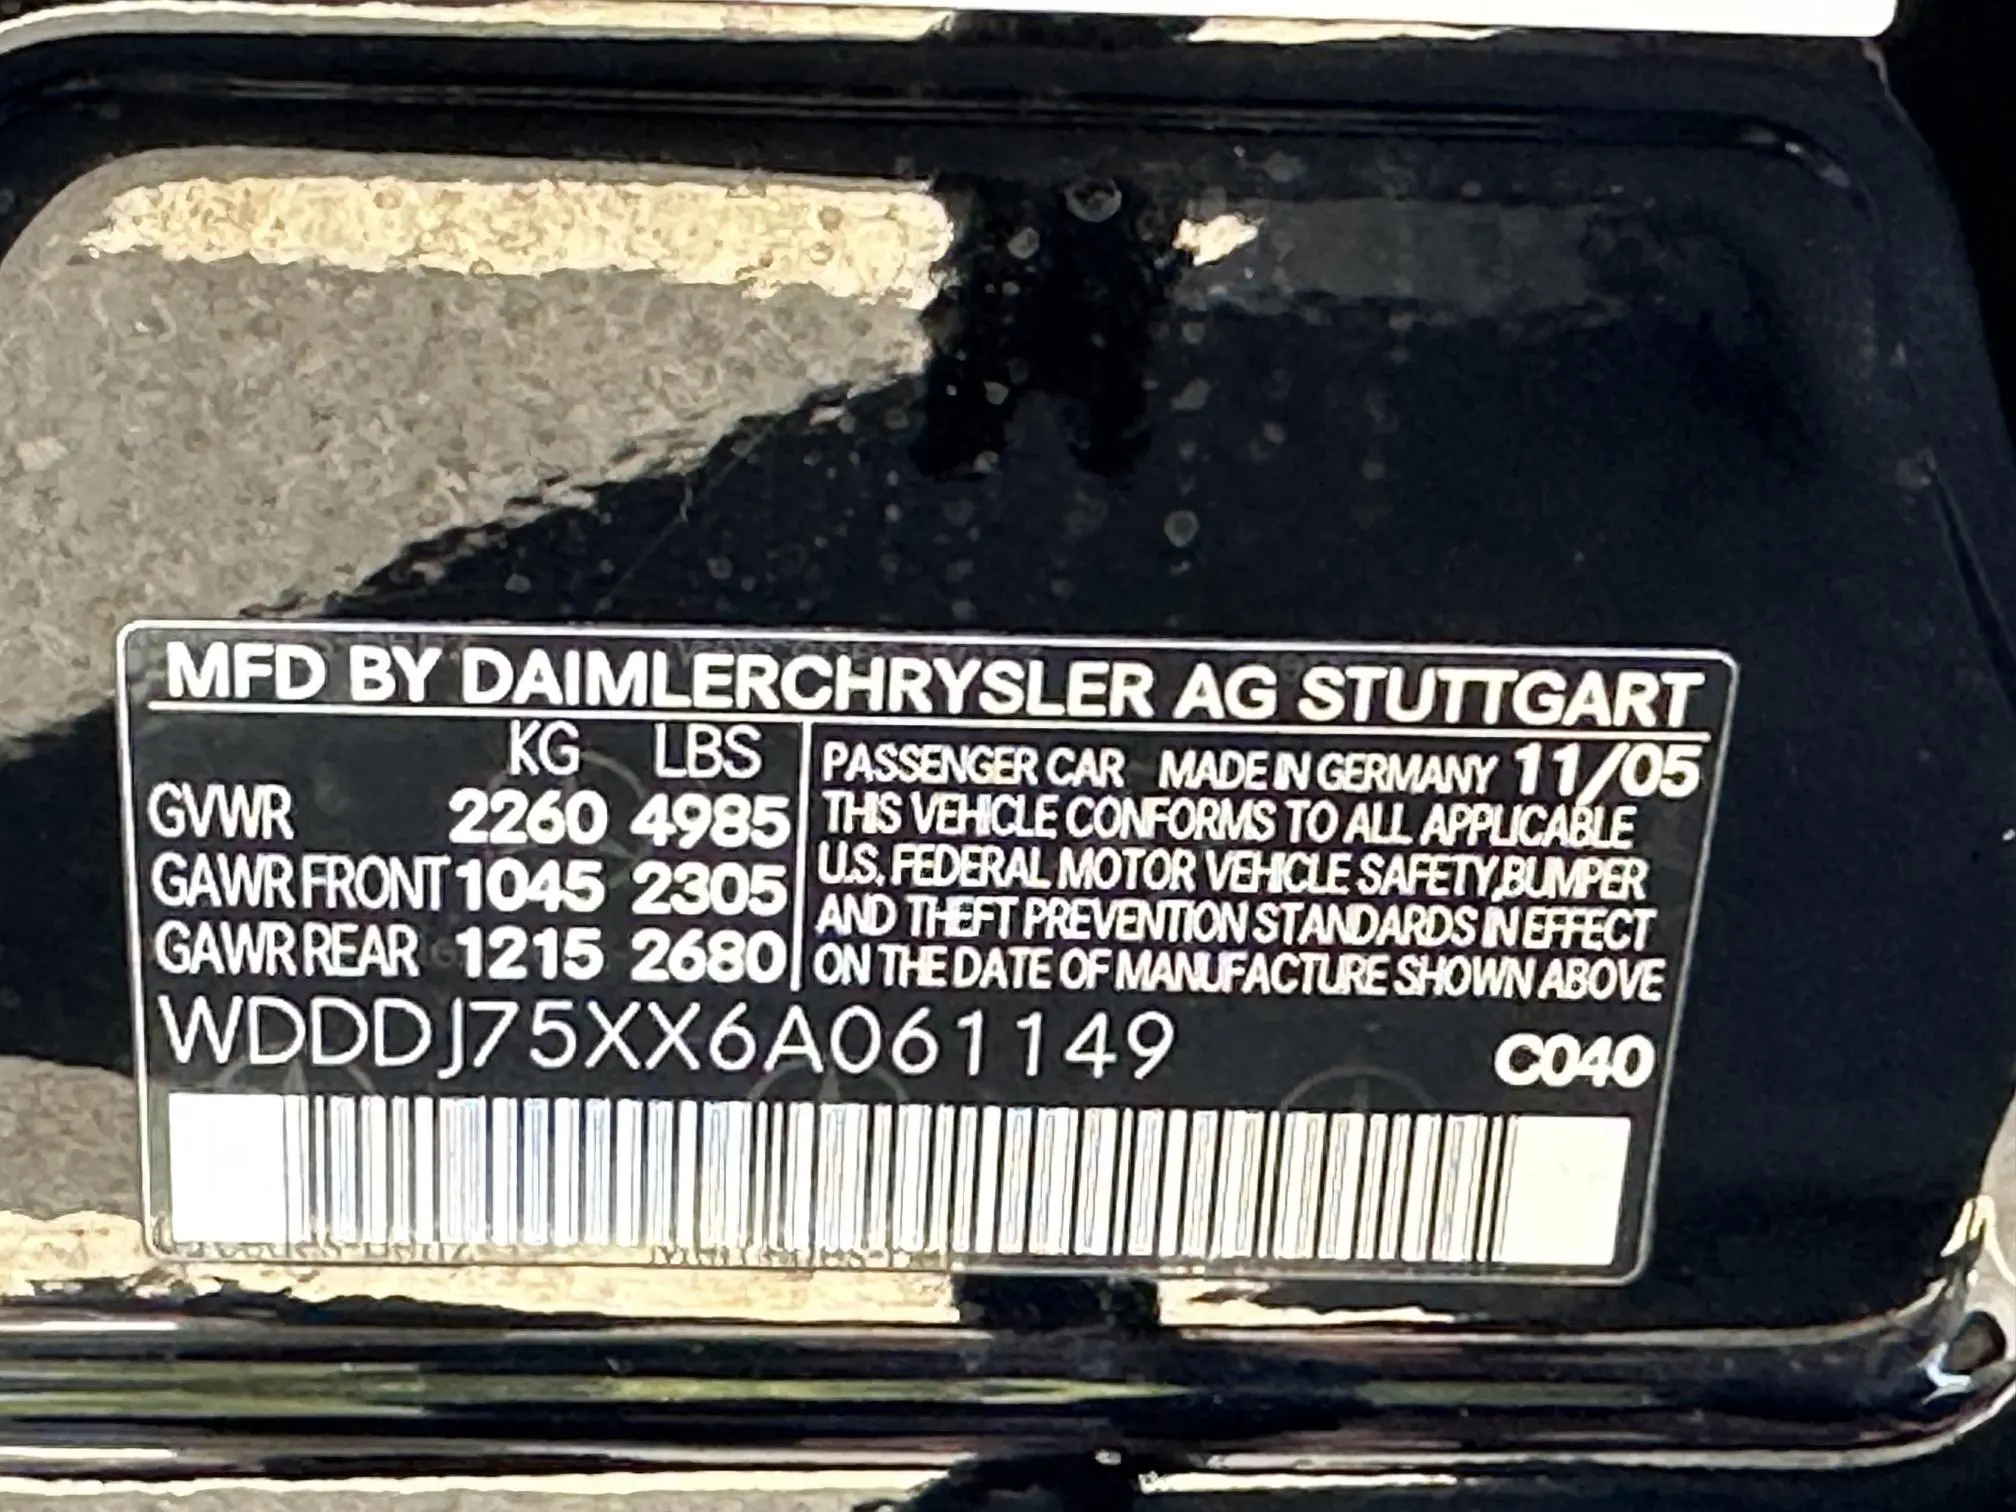 MFD BY DAIMLERCHRYSLER AG STUTTGART
KG LBS
GVWR 2260 4985
GAWR FRONT 1045 2305
GAWR REAR 1215 2680
PASSENGER CAR MADE IN GERMANY 11/05
THIS VEHICLE CONFORMS TO ALL APPLICABLE
U.S. FEDERAL MOTOR VEHICLE SAFETY, BUMPER
AND THEFT PREVENTION STANDARDS IN EFFECT
ON THE DATE OF MANUFACTURE SHOWN ABOVE
WDDDJ75XX6A061149
C040